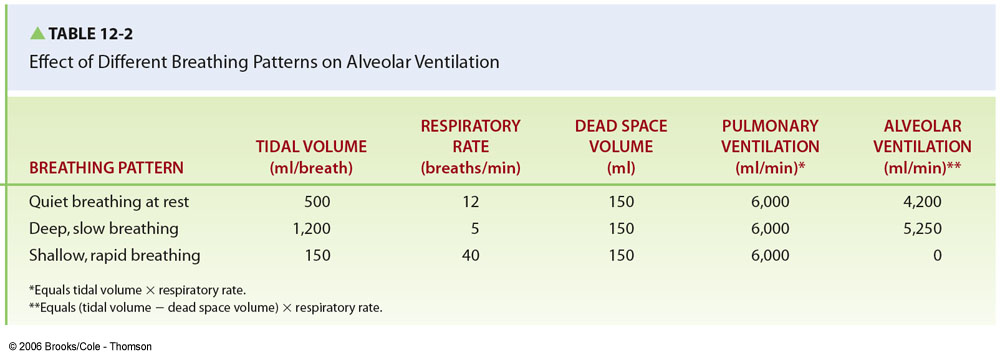 ▲ TABLE 12-2
Effect of Different Breathing Patterns on Alveolar Ventilation
BREATHING PATTERN TIDAL VOLUME (ml/breath) RESPIRATORY RATE (breaths/min) DEAD SPACE VOLUME (ml) PULMONARY VENTILATION (ml/min)* ALVEOLAR VENTILATION (ml/min)**
Quiet breathing at rest 500 12 150 6,000 4,200
Deep, slow breathing 1,200 5 150 6,000 5,250
Shallow, rapid breathing 150 40 150 6,000 0
*Equals tidal volume × respiratory rate.
**Equals (tidal volume − dead space volume) × respiratory rate.
© 2006 Brooks/Cole - Thomson